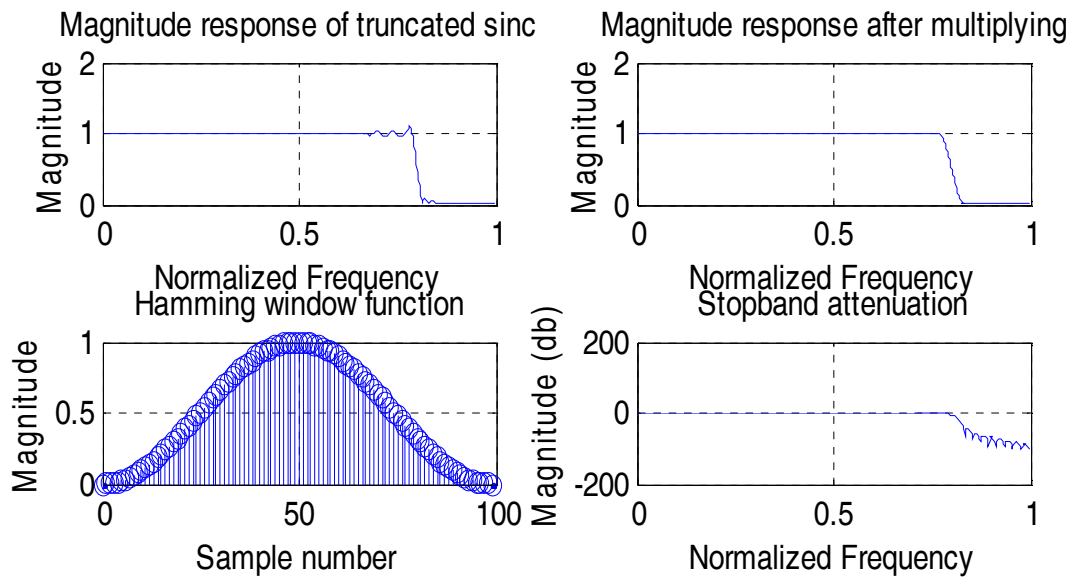 Magnitude response of truncated sinc
2
1
0
Magnitude
0
0.5
1
Normalized Frequency
Magnitude response after multiplying
2
1
0
Magnitude
0
0.5
1
Normalized Frequency
Hamming window function
1
0.5
0
Magnitude
0
50
100
Sample number
Stopband attenuation
200
0
-200
Magnitude (db)
0
0.5
1
Normalized Frequency